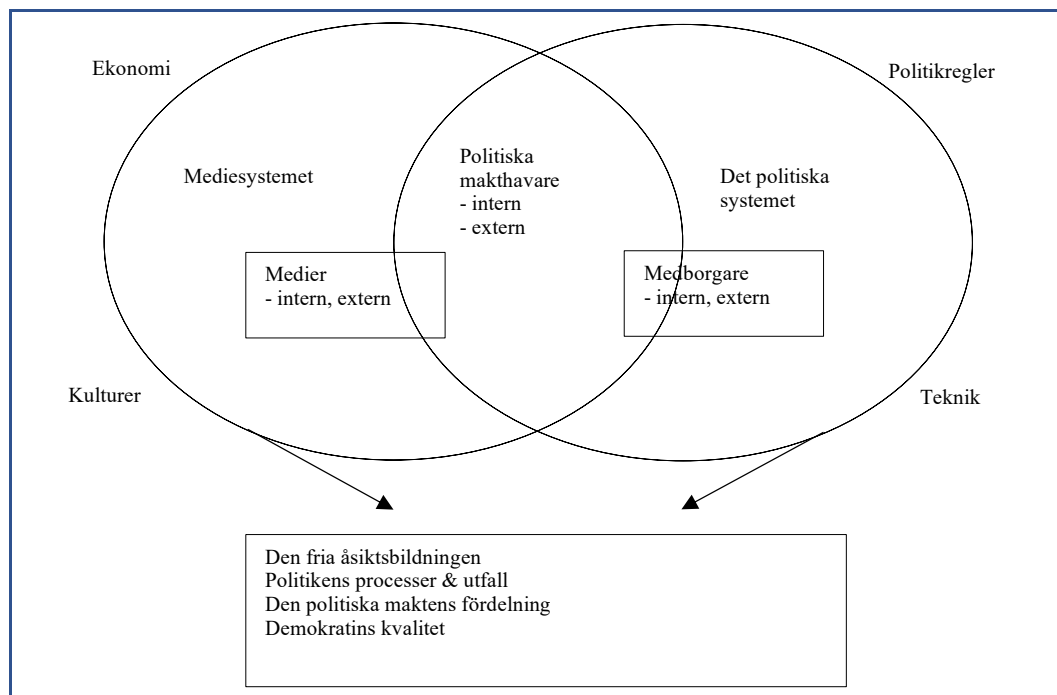 Ekonomi
Politikregler
Mediesystemet
Politiska
makthavare
- intern
- extern
Det politiska
systemet
Medier
- intern, extern
Medborgare
- intern, extern
Kulturer
Teknik
Den fria åsiktsbildningen
Politikens processer & utfall
Den politiska maktens fördelning
Demokratins kvalitet